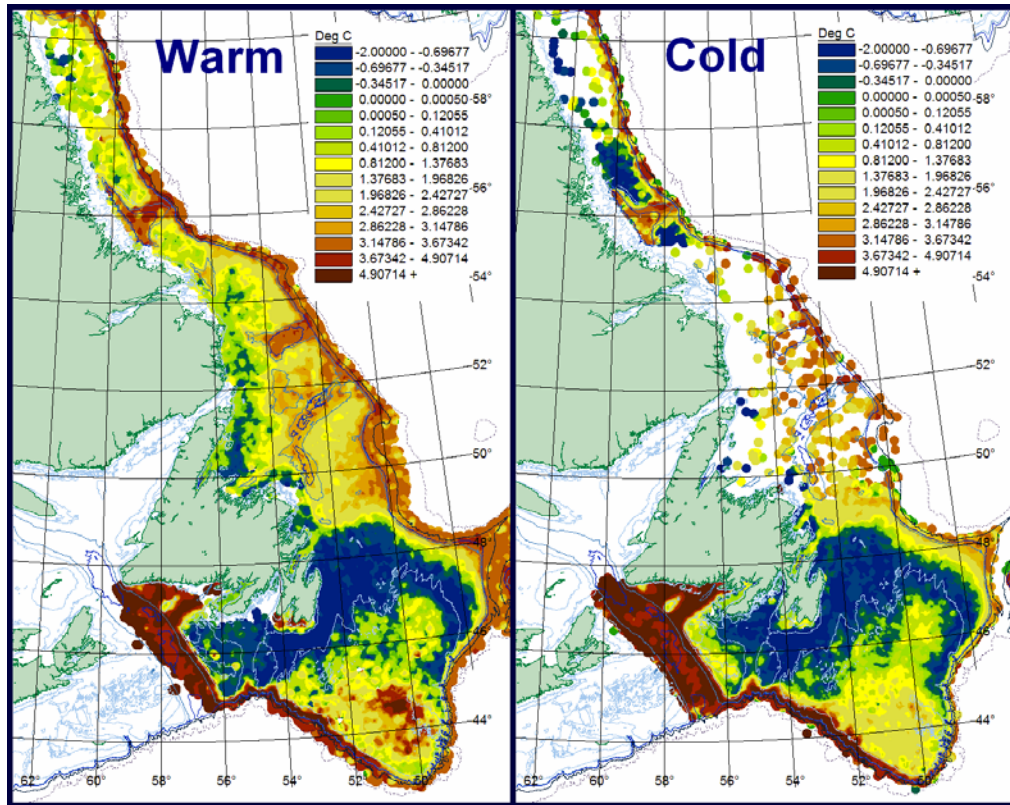 Warm
Deg C
-2.00000 - -0.69677
-0.69677 - -0.34517
-0.34517 - 0.00000
0.00000 - 0.00050
0.00050 - 0.12055
0.12055 - 0.41012
0.41012 - 0.81200
0.81200 - 1.37683
1.37683 - 1.96826
1.96826 - 2.42727
2.42727 - 2.86228
2.86228 - 3.14786
3.14786 - 3.67342
3.67342 - 4.90714
4.90714 +
-58°
-56°
-54°
52°
50°
48°
46°
44°
62°
60
58
56
54
52
50°
Cold
Deg C
-2.00000 - -0.69677
-0.69677 - -0.34517
-0.34517 - 0.00000
0.00000 - 0.00050
0.00050 - 0.12055
0.12055 - 0.41012
0.41012 - 0.81200
0.81200 - 1.37683
1.37683 - 1.96826
1.96826 - 2.42727
2.42727 - 2.86228
2.86228 - 3.14786
3.14786 - 3.67342
3.67342 - 4.90714
4.90714 +
-58°
-56°
-54°
52°
50°
48°
46°
44°
62°
60
58
56
54
52
50°